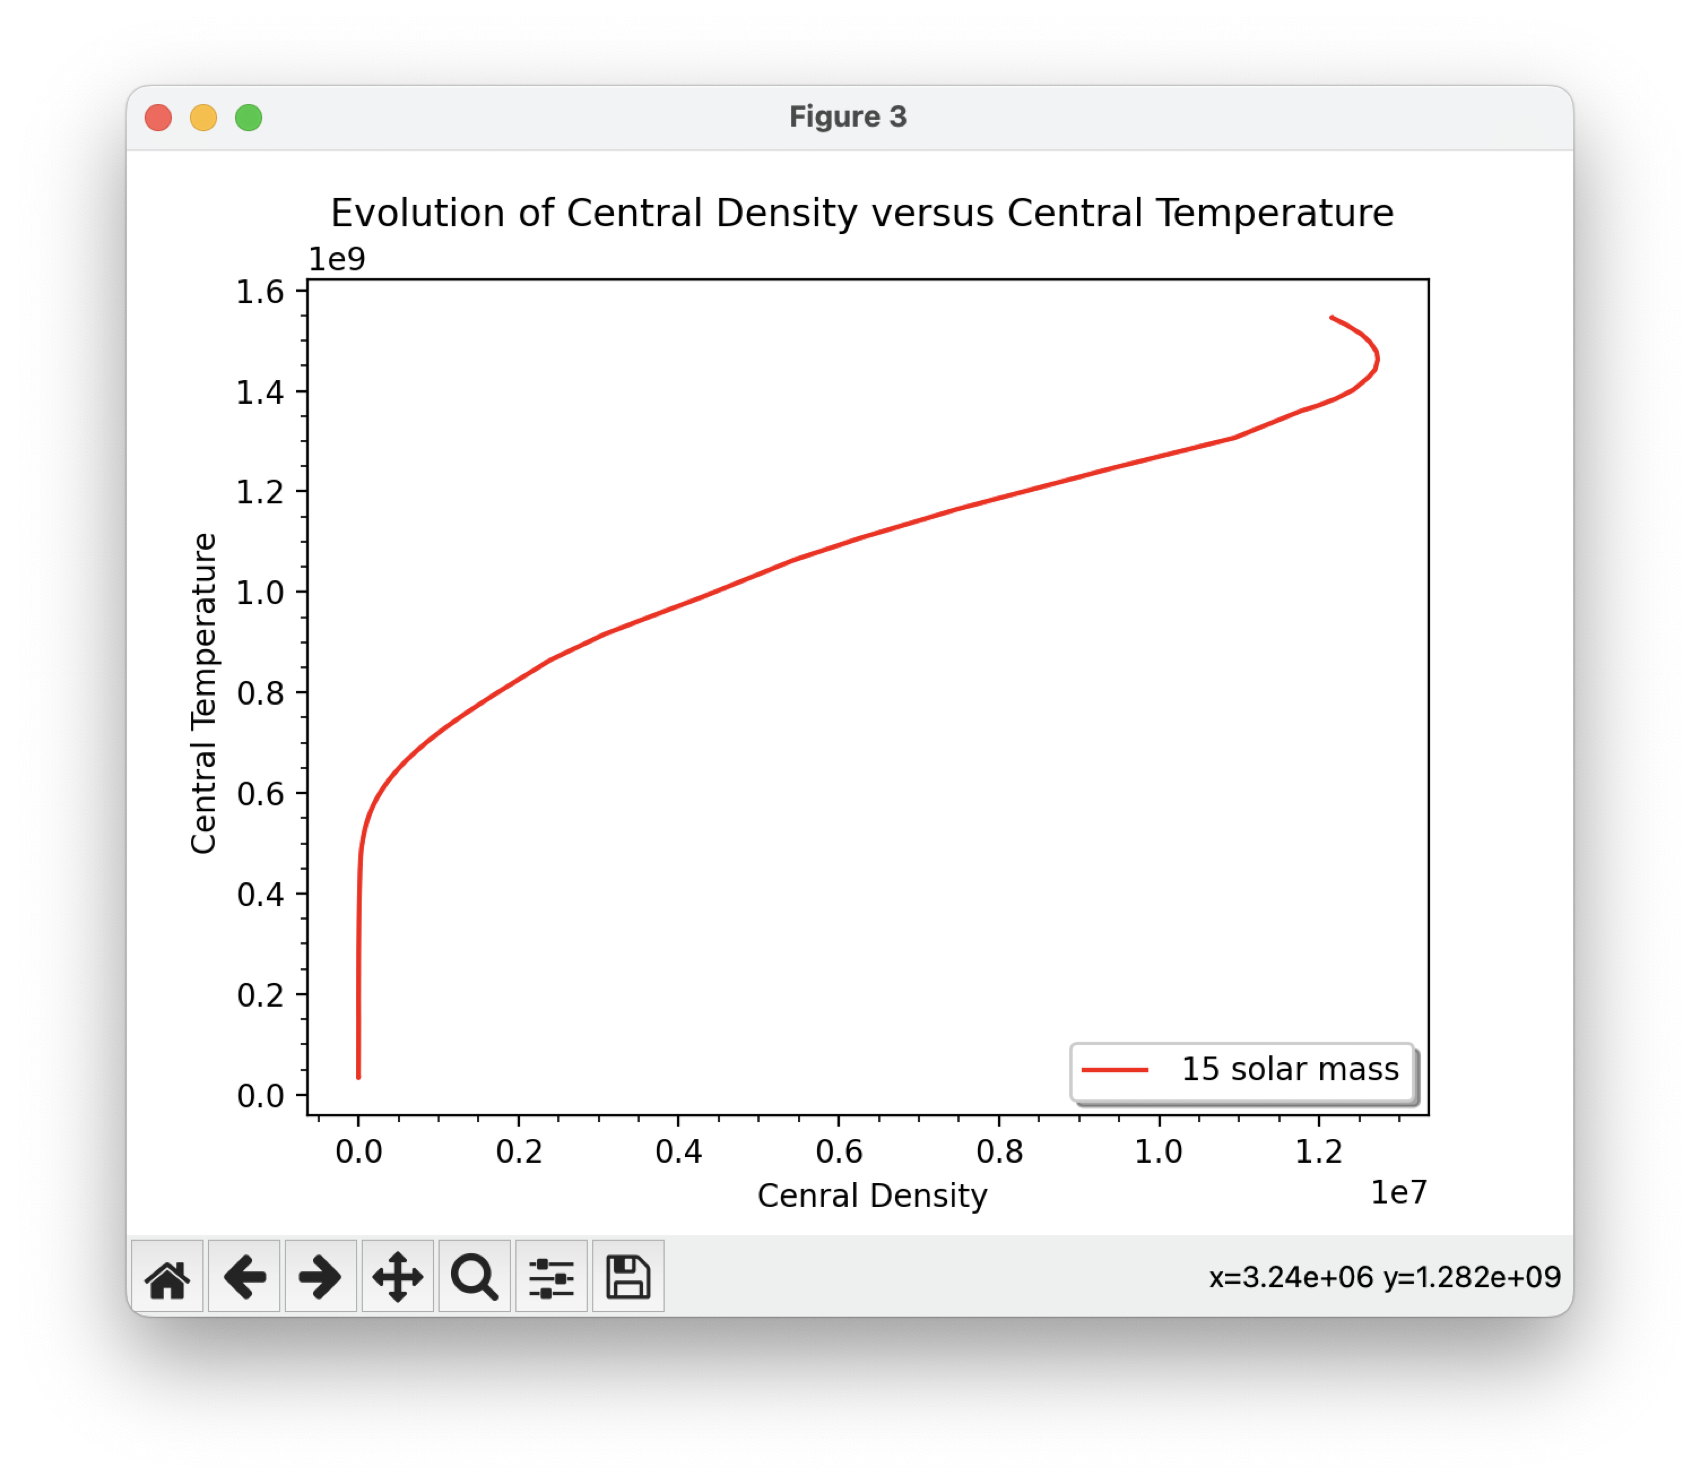 Figure 3
Evolution of Central Density versus Central Temperature
1e9
1.6
1.4
1.2
1.0
0.8
0.6
0.4
0.2
0.0
Central Temperature
15 solar mass
0.0 0.2 0.4 0.6 0.8 1.0 1.2
Cenral Density
1e7
x=3.24e+06 y=1.282e+09